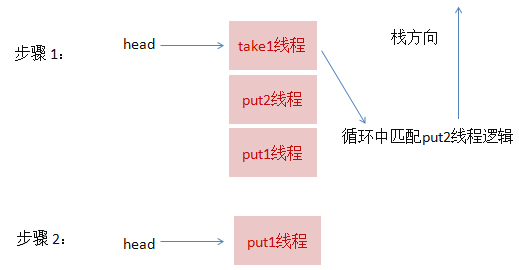 步骤1：
head
take1线程
put2线程
put1线程
栈方向
循环中匹配put2线程逻辑
步骤2：
head
put1线程